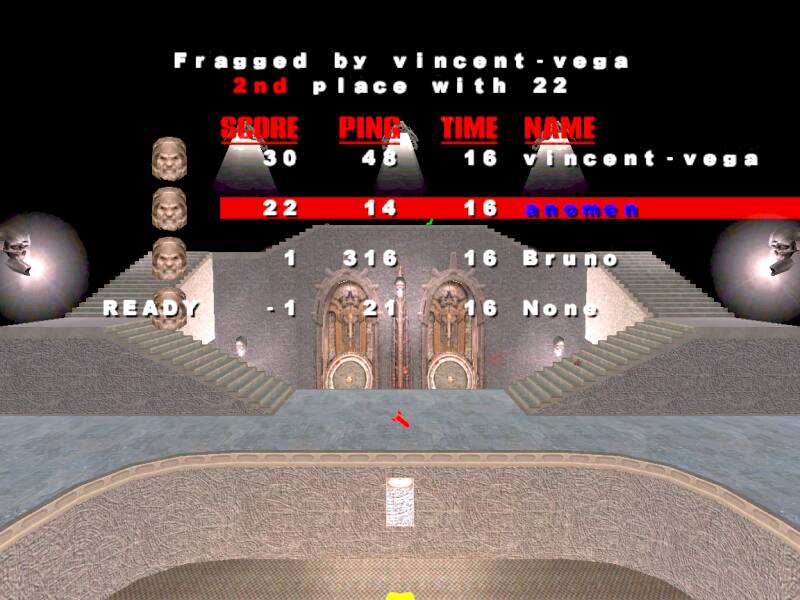 Fragged by vincent-vega
2nd place with 22
SCORE PING TIME NAME
30 48 16 vincent-vega
22 14 16 anomen
1 316 16 Bruno
READY -1 21 16 None